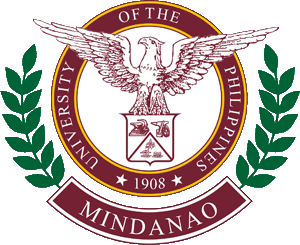 UNIVERSITY OF THE PHILIPPINES
★ 1908 ★
MINDANAO